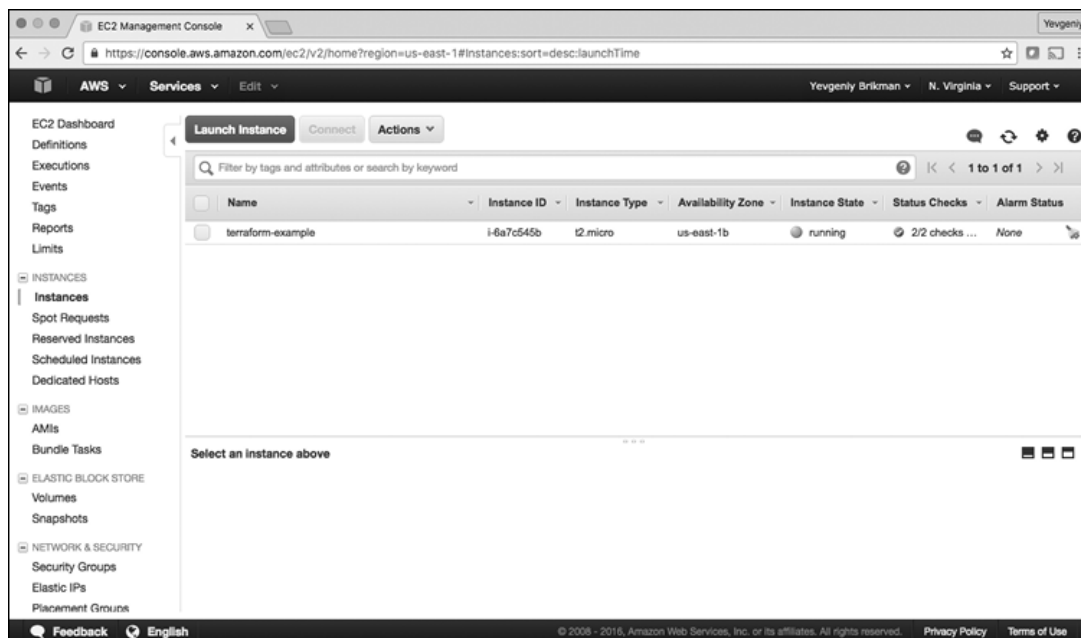 EC2 Management Console
Yevgeniy
https://console.aws.amazon.com/ec2/v2/home?region=us-east-1#Instances:sort=desc:launchTime
AWS Services Edit Yevgeniy Brikman N. Virginia Support
EC2 Dashboard
Definitions
Executions
Events
Tags
Reports
Limits
INSTANCES
Instances
Spot Requests
Reserved Instances
Scheduled Instances
Dedicated Hosts
IMAGES
AMIs
Bundle Tasks
ELASTIC BLOCK STORE
Volumes
Snapshots
NETWORK & SECURITY
Security Groups
Elastic IPs
Placement Groups
Launch Instance Connect Actions
Filter by tags and attributes or search by keyword 1 to 1 of 1
Name Instance ID Instance Type Availability Zone Instance State Status Checks Alarm Status
terraform-example i-6a7c545b t2.micro us-east-1b running 2/2 checks ... None
Select an instance above
Feedback English © 2008 - 2016, Amazon Web Services, Inc. or its affiliates. All rights reserved. Privacy Policy Terms of Use